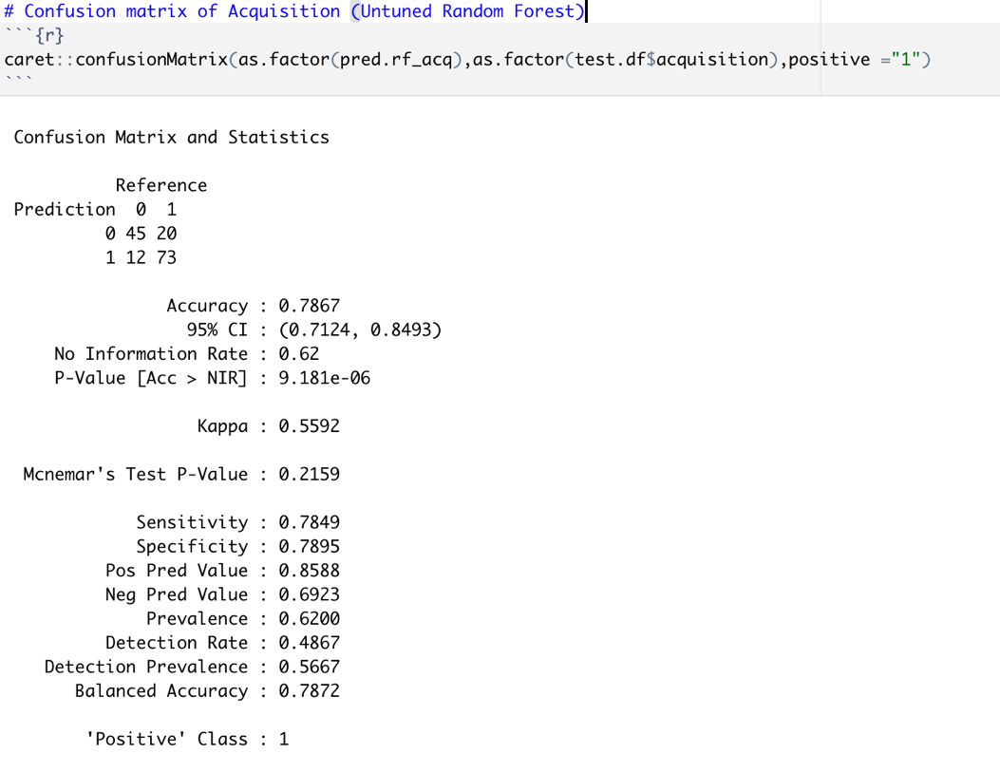 # Confusion matrix of Acquisition (Untuned Random Forest)
```{r}
caret::confusionMatrix(as.factor(pred.rf_acq),as.factor(test.df$acquisition),positive ="1")
```
Confusion Matrix and Statistics
Reference
Prediction  0  1
0 45 20
1 12 73
Accuracy : 0.7867
95% CI : (0.7124, 0.8493)
No Information Rate : 0.62
P-Value [Acc > NIR] : 9.181e-06
Kappa : 0.5592
Mcnemar's Test P-Value : 0.2159
Sensitivity : 0.7849
Specificity : 0.7895
Pos Pred Value : 0.8588
Neg Pred Value : 0.6923
Prevalence : 0.6200
Detection Rate : 0.4867
Detection Prevalence : 0.5667
Balanced Accuracy : 0.7872
'Positive' Class : 1